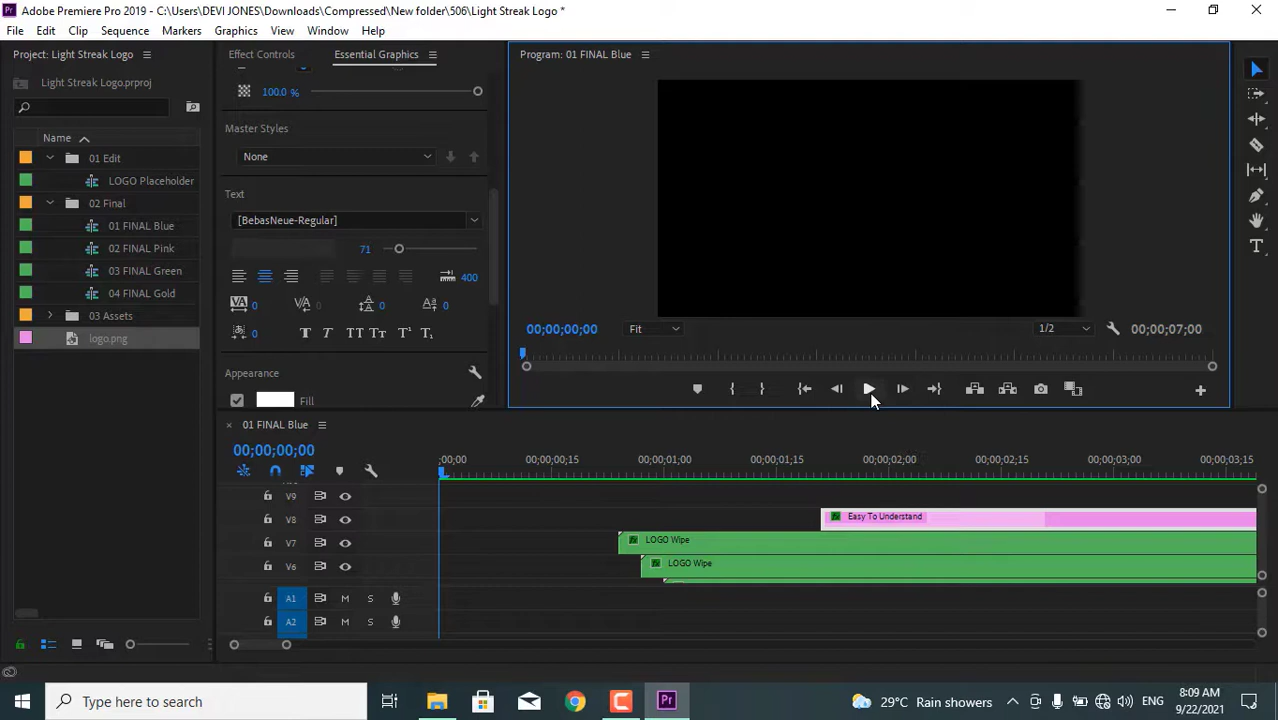 Adobe Premiere Pro 2019 - C:\Users\DEVI JONES\Downloads\Compressed\New folder\506\Light Streak Logo *
File Edit Clip Sequence Markers Graphics View Window Help
Project: Light Streak Logo
Effect Controls
Essential Graphics
Program: 01 FINAL Blue
Light Streak Logo.prproj
100.0 %
Master Styles
Name
None
01 Edit
LOGO Placeholder
Text
02 Final
[BebasNeue-Regular]
01 FINAL Blue
02 FINAL Pink
71
03 FINAL Green
400
04 FINAL Gold
0 0 0 0
03 Assets
0
logo.png
Appearance
Fill
00;00;00;00
Fit
1/2
00;00;07;00
01 FINAL Blue
00;00;00;00
;00;00 00;00;00;15 00;00;01;00 00;00;01;15 00;00;02;00 00;00;02;15 00;00;03;00 00;00;03;15
V9
V8 Easy To Understand
V7 LOGO Wipe
V6 LOGO Wipe
A1 M S
A2 M S
Type here to search
29°C Rain showers
ENG
8:09 AM
9/22/2021